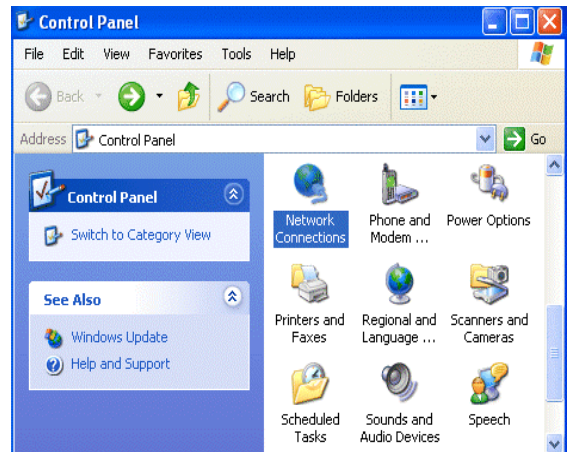 Control Panel
File Edit View Favorites Tools Help
Back Search Folders
Address Control Panel Go
Control Panel
Switch to Category View
See Also
Windows Update
Help and Support
Network
Connections
Phone and
Modem ...
Power Options
Printers and
Faxes
Regional and
Language ...
Scanners and
Cameras
Scheduled
Tasks
Sounds and
Audio Devices
Speech